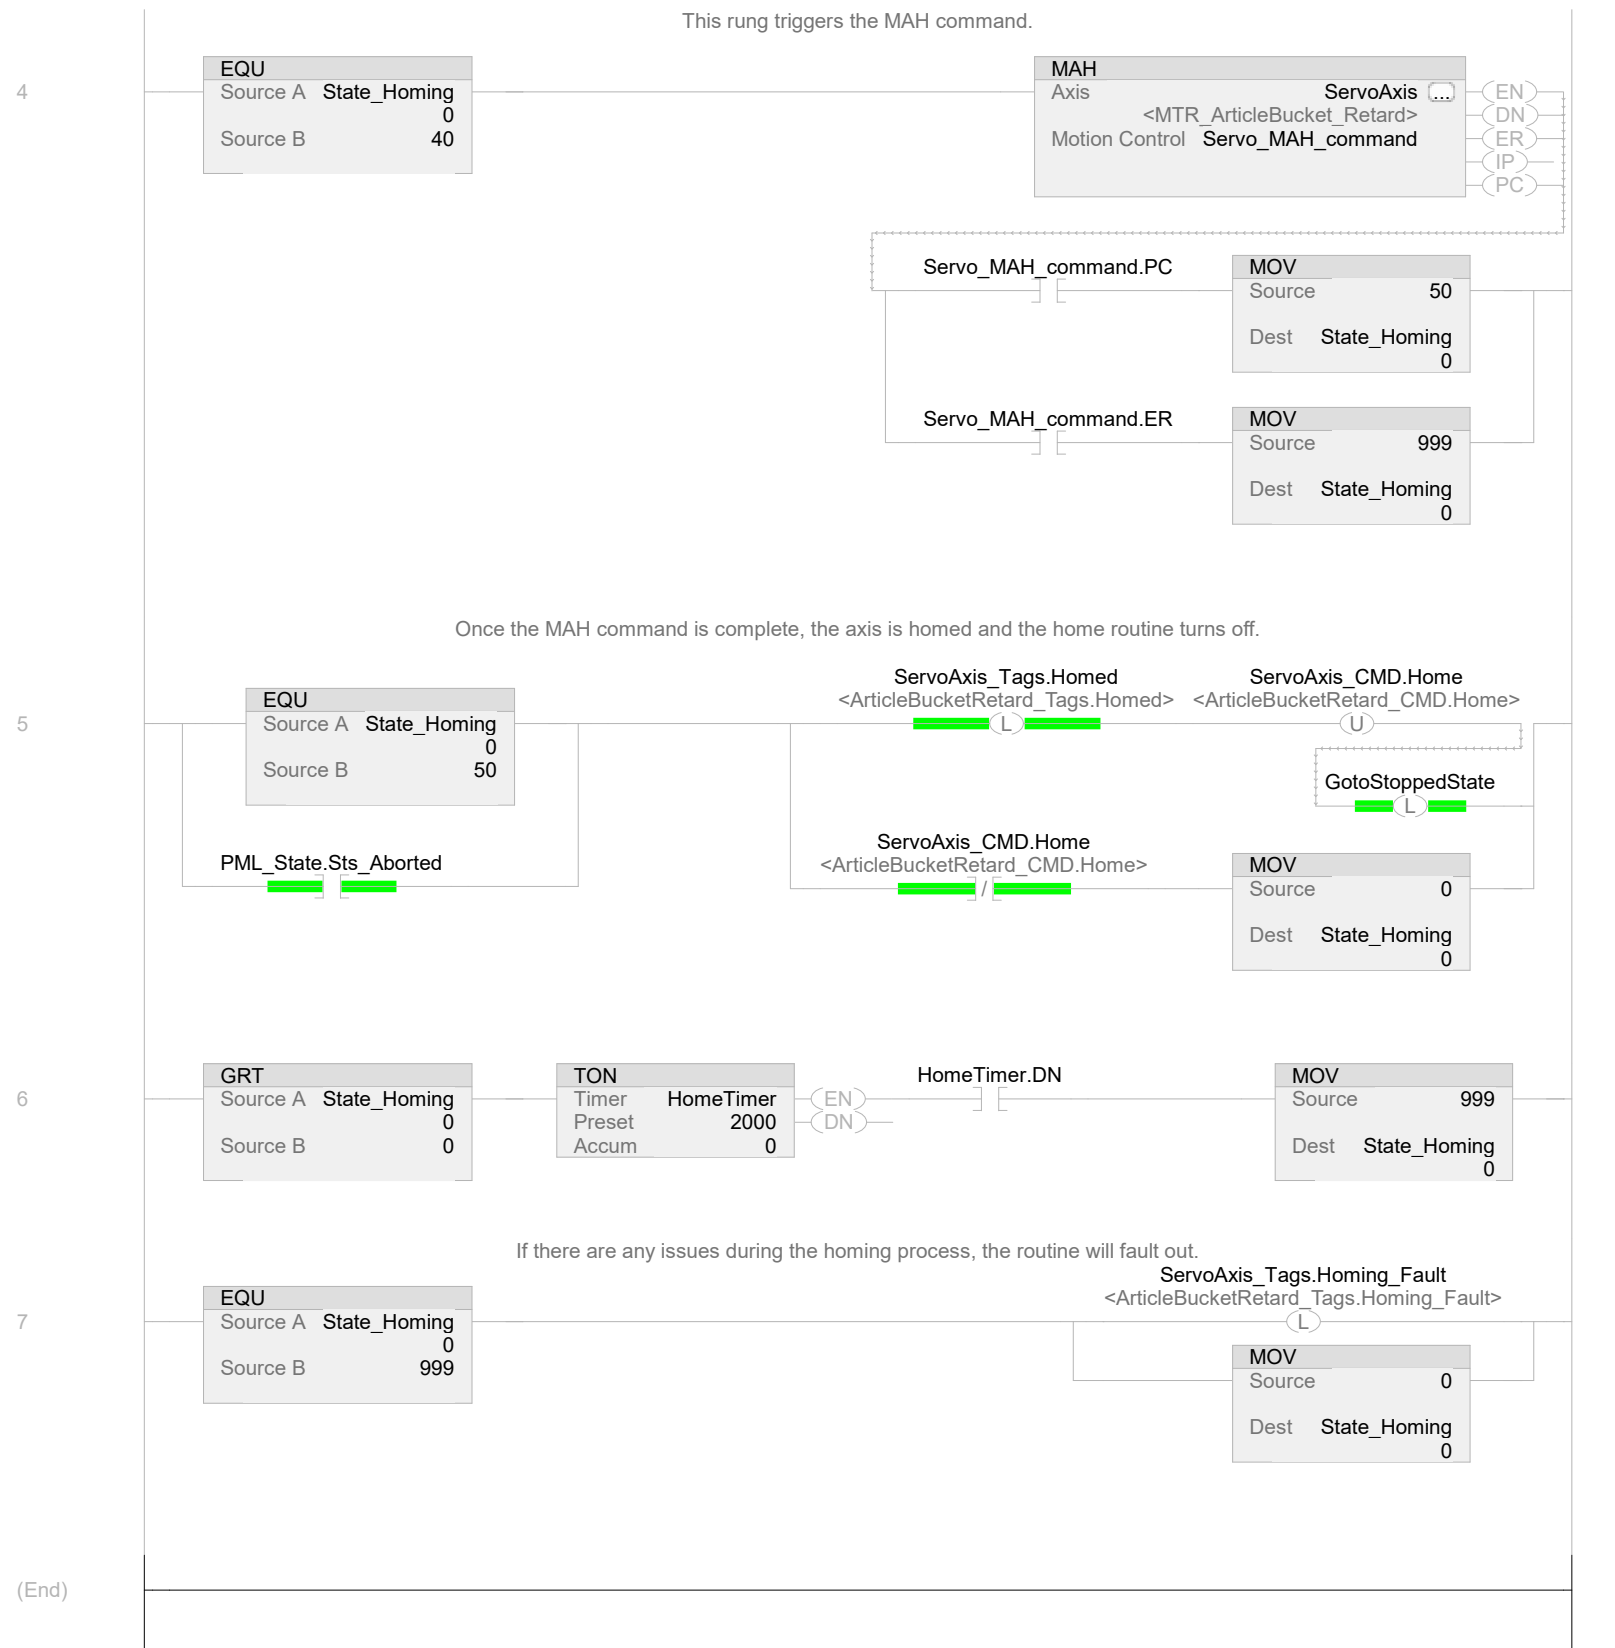 This rung triggers the MAH command.
4
EQU
Source A State_Homing
0
Source B 40
MAH
Axis ServoAxis ...
<MTR_ArticleBucket_Retard>
Motion Control Servo_MAH_command
EN
DN
ER
IP
PC
Servo_MAH_command.PC
MOV
Source 50
Dest State_Homing
0
Servo_MAH_command.ER
MOV
Source 999
Dest State_Homing
0
Once the MAH command is complete, the axis is homed and the home routine turns off.
5
EQU
Source A State_Homing
0
Source B 50
PML_State.Sts_Aborted
ServoAxis_Tags.Homed
<ArticleBucketRetard_Tags.Homed>
L
ServoAxis_CMD.Home
<ArticleBucketRetard_CMD.Home>
U
GotoStoppedState
L
ServoAxis_CMD.Home
<ArticleBucketRetard_CMD.Home>
/
MOV
Source 0
Dest State_Homing
0
6
GRT
Source A State_Homing
0
Source B 0
TON
Timer HomeTimer
Preset 2000
Accum 0
EN
DN
HomeTimer.DN
MOV
Source 999
Dest State_Homing
0
If there are any issues during the homing process, the routine will fault out.
7
EQU
Source A State_Homing
0
Source B 999
ServoAxis_Tags.Homing_Fault
<ArticleBucketRetard_Tags.Homing_Fault>
L
MOV
Source 0
Dest State_Homing
0
(End)